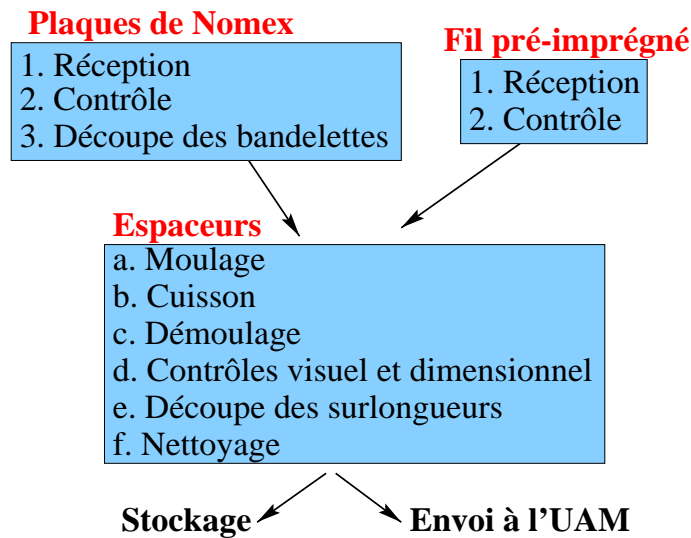 Plaques de Nomex
1. Réception
2. Contrôle
3. Découpe des bandelettes
Fil pré-imprégné
1. Réception
2. Contrôle
Espaceurs
a. Moulage
b. Cuisson
c. Démoulage
d. Contrôles visuel et dimensionnel
e. Découpe des surlongueurs
f. Nettoyage
Stockage
Envoi à l'UAM